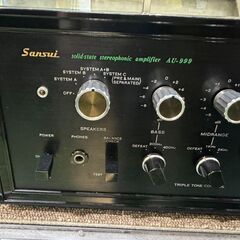 Sansui
solid-state stereophonic amplifier AU-999
SYSTEM A+B
SYSTEM B
SYSTEM C
(PRE & MAIN SEPARATED)
SYSTEM A
OFF
SPEAKERS
BASS
MIDRANGE
POWER
PHONES
BALANCE CHECK
TEST
DEFEAT
TRIPLE TONE CO